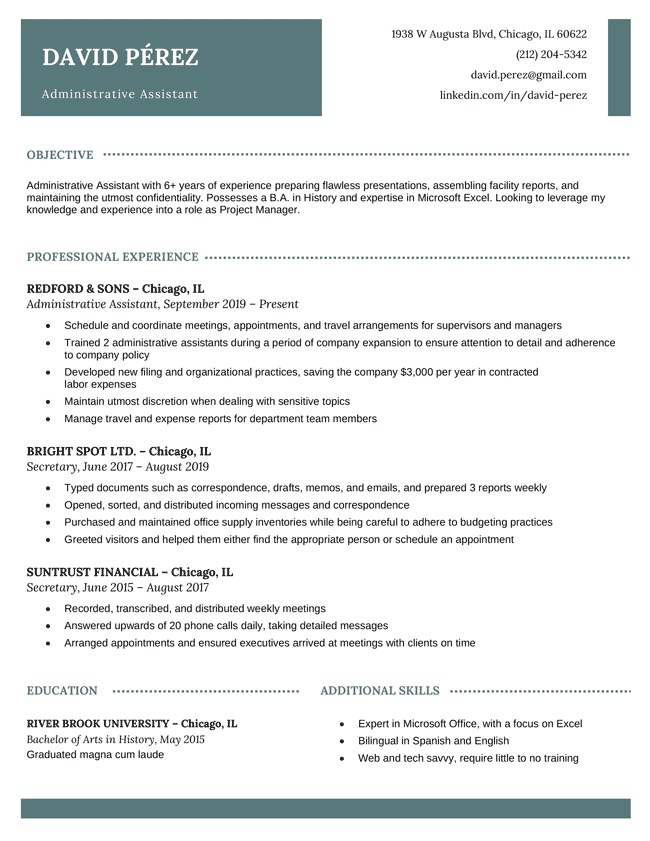 DAVID PÉREZ
Administrative Assistant
1938 W Augusta Blvd, Chicago, IL 60622
(212) 204-5342
david.perez@gmail.com
linkedin.com/in/david-perez
OBJECTIVE
Administrative Assistant with 6+ years of experience preparing flawless presentations, assembling facility reports, and
maintaining the utmost confidentiality. Possesses a B.A. in History and expertise in Microsoft Excel. Looking to leverage my
knowledge and experience into a role as Project Manager.
PROFESSIONAL EXPERIENCE
REDFORD & SONS – Chicago, IL
Administrative Assistant, September 2019 – Present
• Schedule and coordinate meetings, appointments, and travel arrangements for supervisors and managers
• Trained 2 administrative assistants during a period of company expansion to ensure attention to detail and adherence
to company policy
• Developed new filing and organizational practices, saving the company $3,000 per year in contracted
labor expenses
• Maintain utmost discretion when dealing with sensitive topics
• Manage travel and expense reports for department team members
BRIGHT SPOT LTD. – Chicago, IL
Secretary, June 2017 – August 2019
• Typed documents such as correspondence, drafts, memos, and emails, and prepared 3 reports weekly
• Opened, sorted, and distributed incoming messages and correspondence
• Purchased and maintained office supply inventories while being careful to adhere to budgeting practices
• Greeted visitors and helped them either find the appropriate person or schedule an appointment
SUNTRUST FINANCIAL – Chicago, IL
Secretary, June 2015 – August 2017
• Recorded, transcribed, and distributed weekly meetings
• Answered upwards of 20 phone calls daily, taking detailed messages
• Arranged appointments and ensured executives arrived at meetings with clients on time
EDUCATION
RIVER BROOK UNIVERSITY – Chicago, IL
Bachelor of Arts in History, May 2015
Graduated magna cum laude
ADDITIONAL SKILLS
• Expert in Microsoft Office, with a focus on Excel
• Bilingual in Spanish and English
• Web and tech savvy, require little to no training